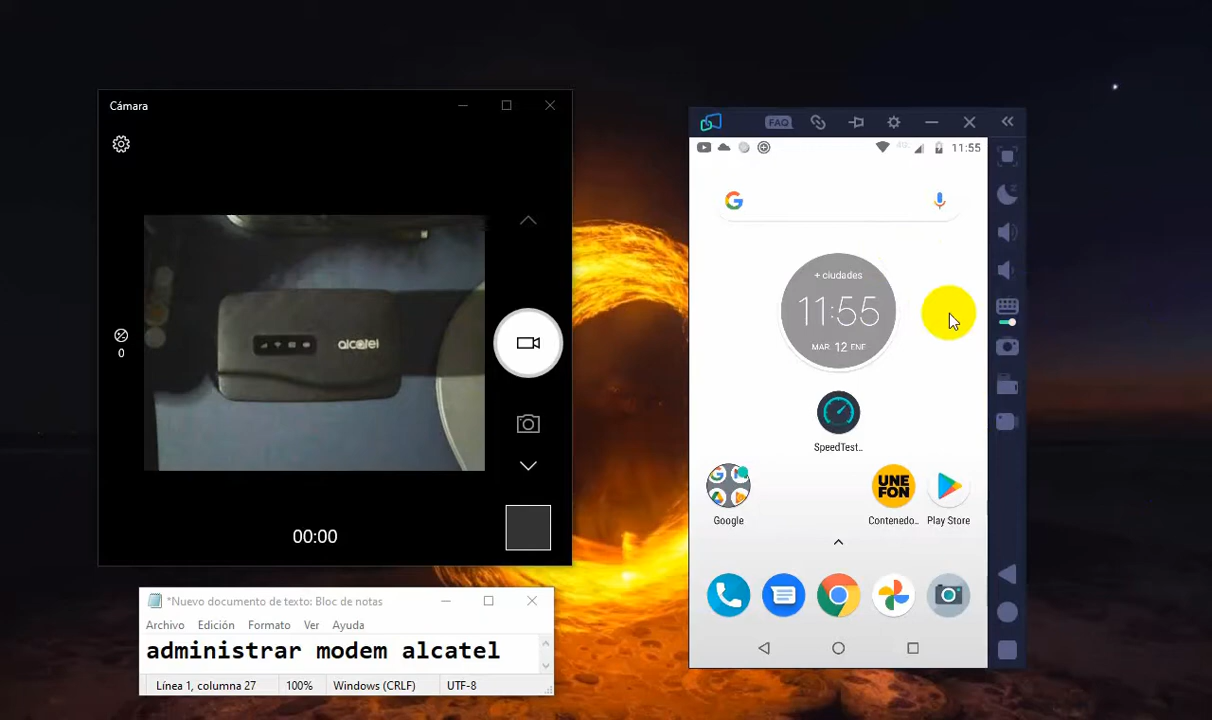 Cámara
0
alcatel
00:00
*Nuevo documento de texto: Bloc de notas
Archivo Edición Formato Ver Ayuda
administrar modem alcatel
Línea 1, columna 27 100% Windows (CRLF) UTF-8
FAQ
4G 11:55
G
+ ciudades
11:55
MAR 12 ENE
SpeedTest..
UNE
FON
Google Contenedo.. Play Store